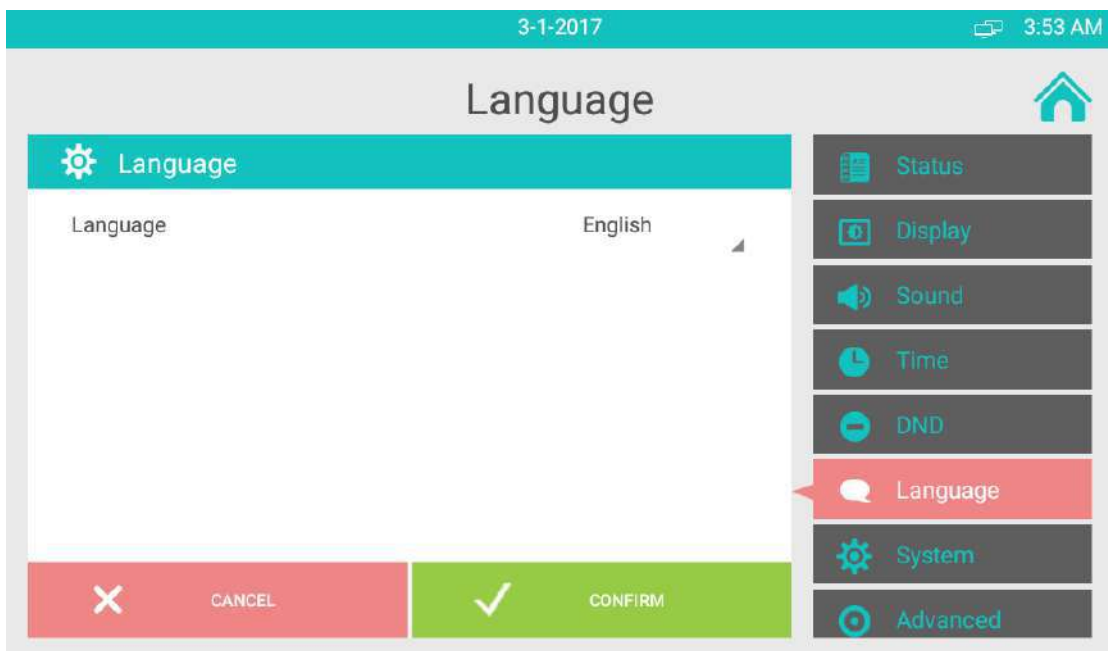 3-1-2017 3:53 AM
Language
Language
Language English
CANCEL CONFIRM
Status
Display
Sound
Time
DND
Language
System
Advanced